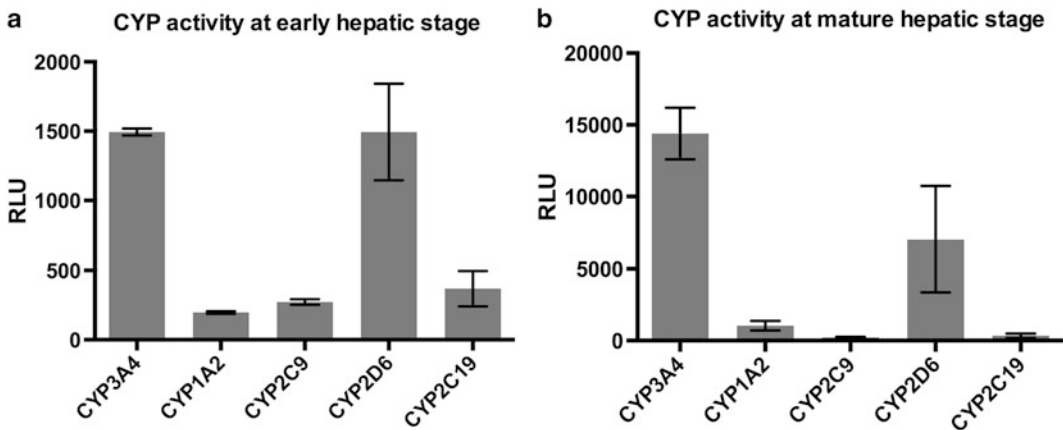 a
CYP activity at early hepatic stage
2000
1500
1000
500
0
RLU
CYP3A4
CYP1A2
CYP2C9
CYP2D6
CYP2C19
b
CYP activity at mature hepatic stage
20000
15000
10000
5000
0
RLU
CYP3A4
CYP1A2
CYP2C9
CYP2D6
CYP2C19